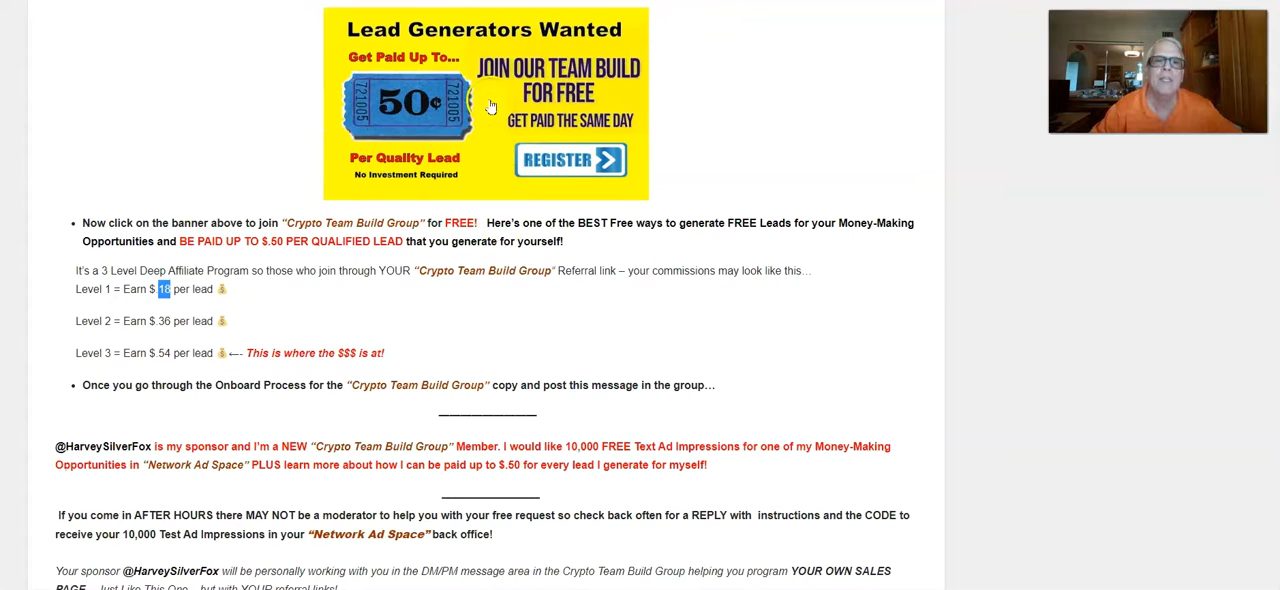 Lead Generators Wanted
Get Paid Up To...
721005
50¢
721005
Per Quality Lead
No Investment Required
JOIN OUR TEAM BUILD
FOR FREE
GET PAID THE SAME DAY
REGISTER
• Now click on the banner above to join “Crypto Team Build Group” for FREE! Here’s one of the BEST Free ways to generate FREE Leads for your Money-Making
Opportunities and BE PAID UP TO $.50 PER QUALIFIED LEAD that you generate for yourself!
It’s a 3 Level Deep Affiliate Program so those who join through YOUR “Crypto Team Build Group” Referral link – your commissions may look like this…
Level 1 = Earn $.18 per lead 💰
Level 2 = Earn $.36 per lead 💰
Level 3 = Earn $.54 per lead 💰←- This is where the $$$ is at!
• Once you go through the Onboard Process for the “Crypto Team Build Group” copy and post this message in the group…
@HarveySilverFox is my sponsor and I’m a NEW “Crypto Team Build Group” Member. I would like 10,000 FREE Text Ad Impressions for one of my Money-Making
Opportunities in “Network Ad Space” PLUS learn more about how I can be paid up to $.50 for every lead I generate for myself!
If you come in AFTER HOURS there MAY NOT be a moderator to help you with your free request so check back often for a REPLY with instructions and the CODE to
receive your 10,000 Test Ad Impressions in your “Network Ad Space” back office!
Your sponsor @HarveySilverFox will be personally working with you in the DM/PM message area in the Crypto Team Build Group helping you program YOUR OWN SALES
PAGE… Just Like This One – but with YOUR referral links!